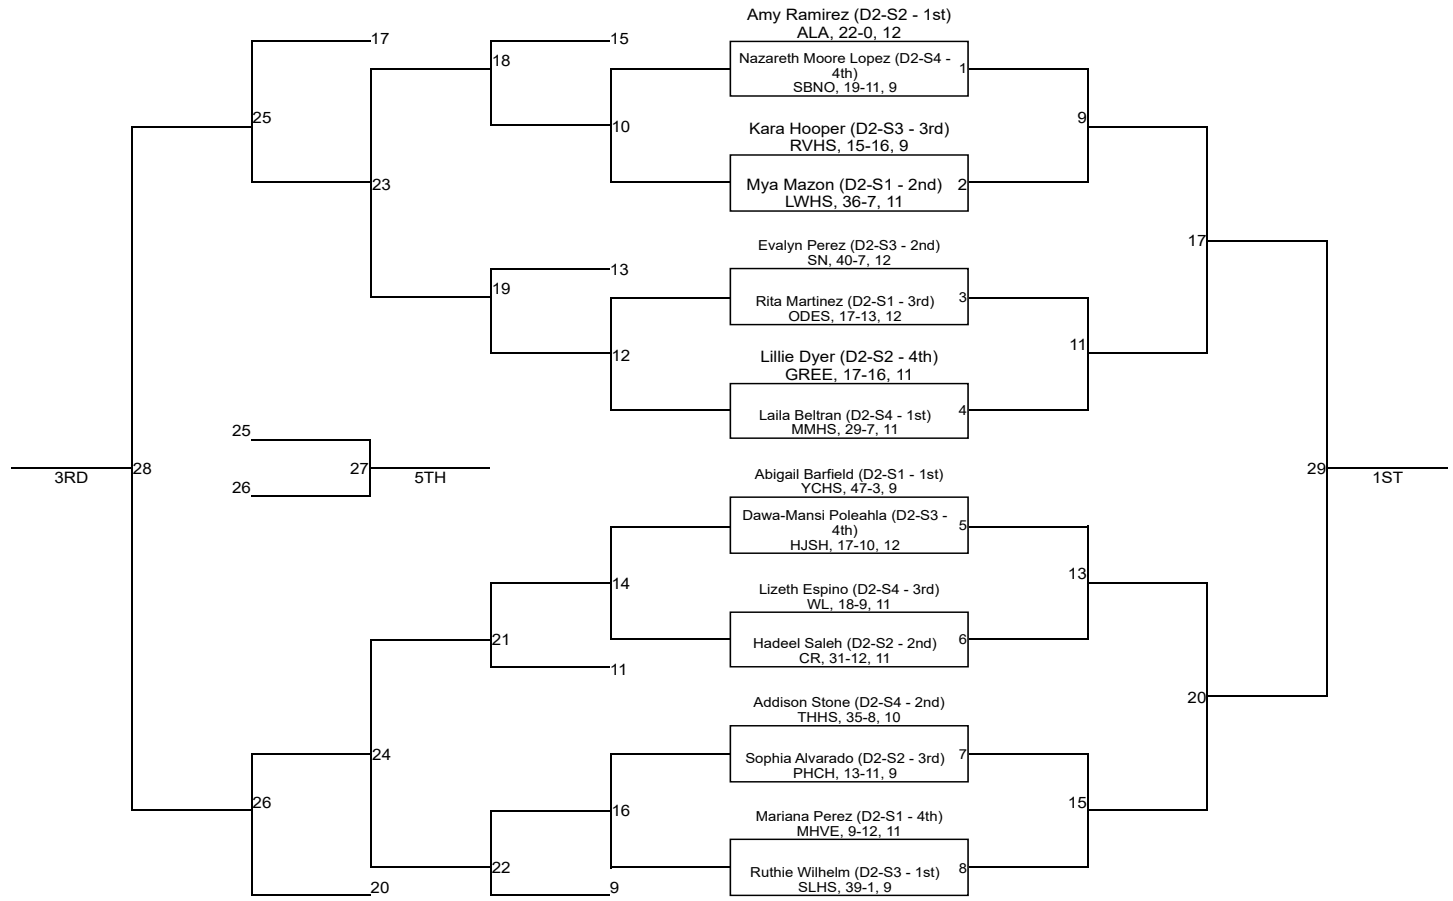 Amy Ramirez (D2-S2 - 1st)
ALA, 22-0, 12
17
15
18
Nazareth Moore Lopez (D2-S4 -
4th)
SBNO, 19-11, 9
1
25
10
9
Kara Hooper (D2-S3 - 3rd)
RVHS, 15-16, 9
23
Mya Mazon (D2-S1 - 2nd)
LWHS, 36-7, 11
2
17
Evalyn Perez (D2-S3 - 2nd)
SN, 40-7, 12
13
19
Rita Martinez (D2-S1 - 3rd)
ODES, 17-13, 12
3
12
11
Lillie Dyer (D2-S2 - 4th)
GREE, 17-16, 11
Laila Beltran (D2-S4 - 1st)
MMHS, 29-7, 11
4
25
3RD
28
27
5TH
26
29
1ST
Abigail Barfield (D2-S1 - 1st)
YCHS, 47-3, 9
Dawa-Mansi Poleahla (D2-S3 -
4th)
HJSH, 17-10, 12
5
14
13
Lizeth Espino (D2-S4 - 3rd)
WL, 18-9, 11
21
Hadeel Saleh (D2-S2 - 2nd)
CR, 31-12, 11
6
11
20
Addison Stone (D2-S4 - 2nd)
THHS, 35-8, 10
24
Sophia Alvarado (D2-S2 - 3rd)
PHCH, 13-11, 9
7
26
16
15
Mariana Perez (D2-S1 - 4th)
MHVE, 9-12, 11
22
Ruthie Wilhelm (D2-S3 - 1st)
SLHS, 39-1, 9
8
20
9